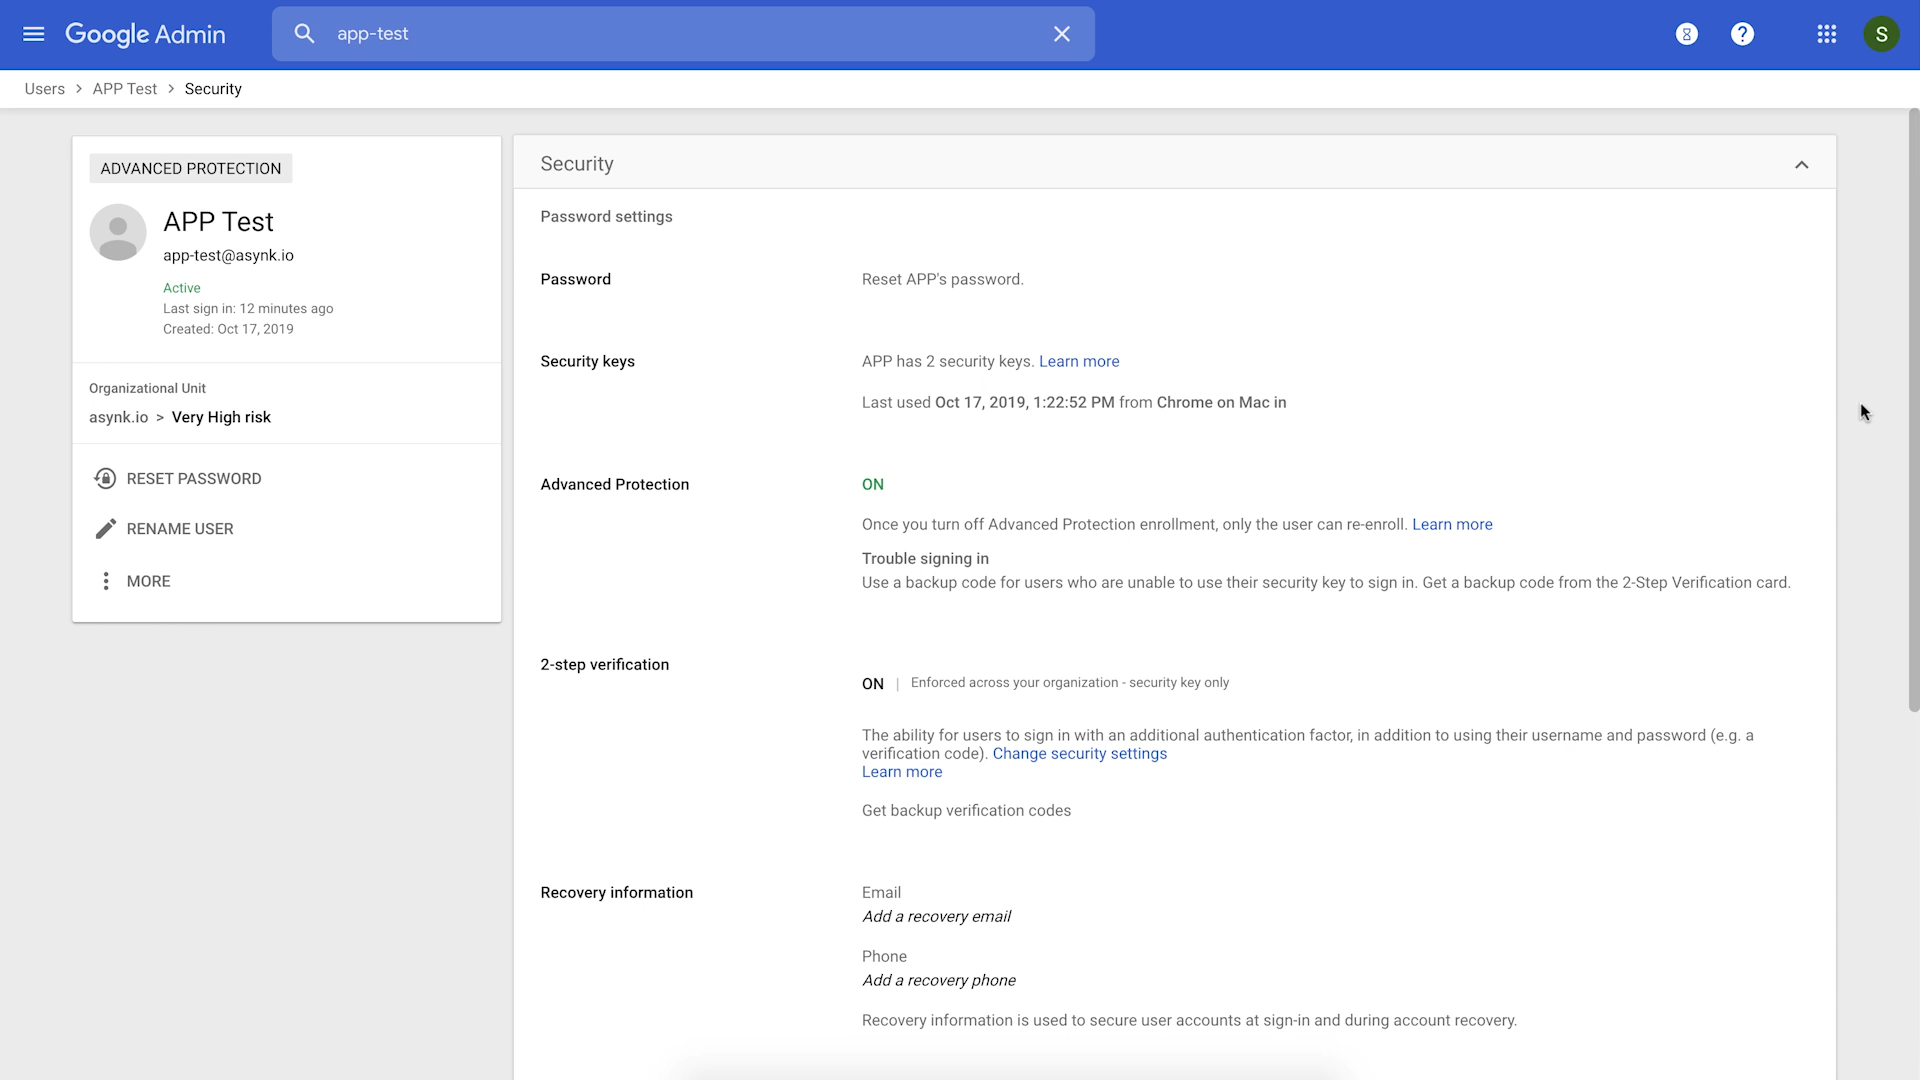 Google Admin
app-test
S
Users > APP Test > Security
ADVANCED PROTECTION
APP Test
app-test@asynk.io
Active
Last sign in: 12 minutes ago
Created: Oct 17, 2019
Organizational Unit
asynk.io > Very High risk
RESET PASSWORD
RENAME USER
MORE
Security
Password settings
Password
Reset APP's password.
Security keys
APP has 2 security keys. Learn more
Last used Oct 17, 2019, 1:22:52 PM from Chrome on Mac in
Advanced Protection
ON
Once you turn off Advanced Protection enrollment, only the user can re-enroll. Learn more
Trouble signing in
Use a backup code for users who are unable to use their security key to sign in. Get a backup code from the 2-Step Verification card.
2-step verification
ON | Enforced across your organization - security key only
The ability for users to sign in with an additional authentication factor, in addition to using their username and password (e.g. a
verification code). Change security settings
Learn more
Get backup verification codes
Recovery information
Email
Add a recovery email
Phone
Add a recovery phone
Recovery information is used to secure user accounts at sign-in and during account recovery.